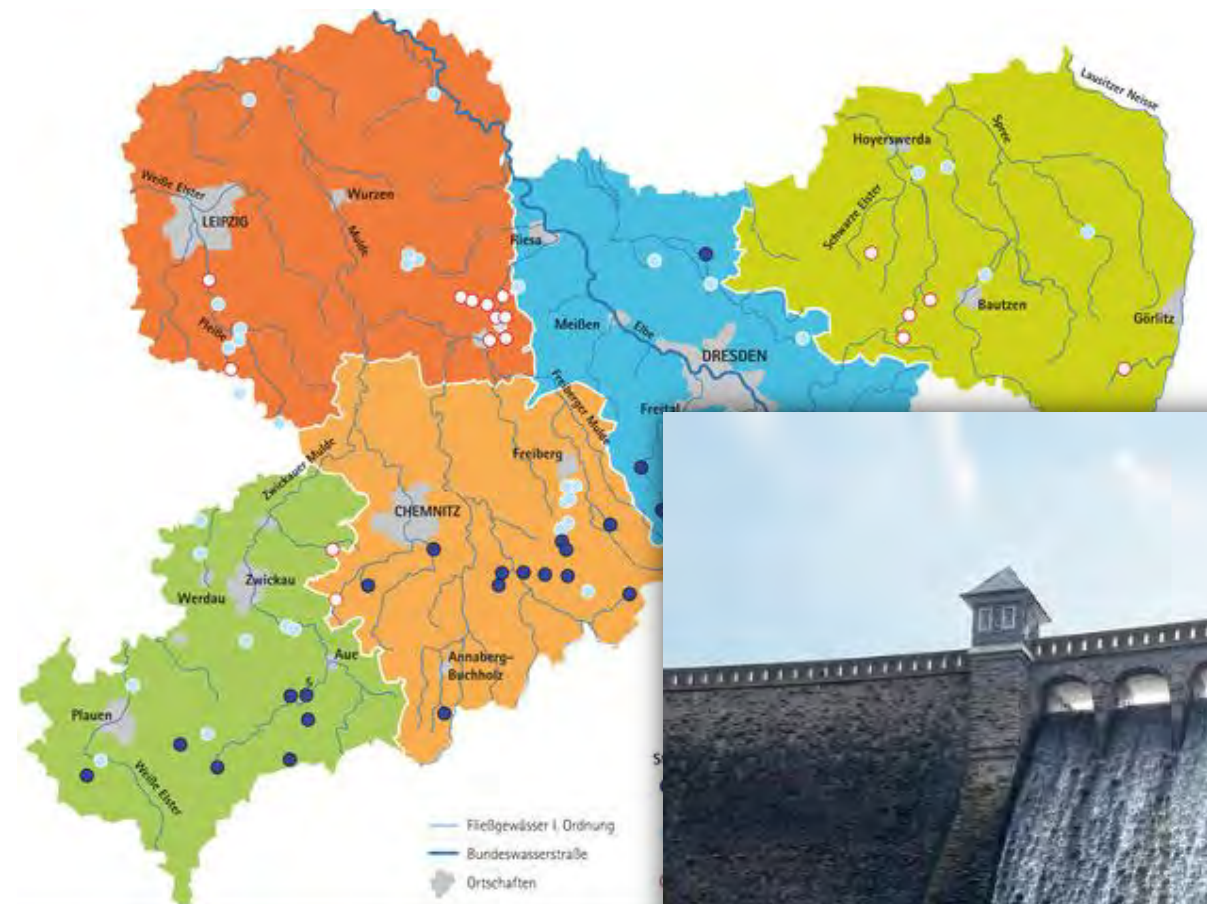 Lausitzer Neisse
Hoyerswerda
Spree
Weiße Elster
LEIPZIG
Wurzen
Schwarze Elster
Mulde
Riesa
Bautzen
Görlitz
Pleiße
Meißen
Elbe
DRESDEN
Freital
Freiberger Mulde
Freiberg
Zwickauer Mulde
CHEMNITZ
Zwickau
Werdau
Aue
Annaberg-
Buchholz
5
Plauen
Weiße Elster
Fließgewässer I. Ordnung
Bundeswasserstraße
Ortschaften